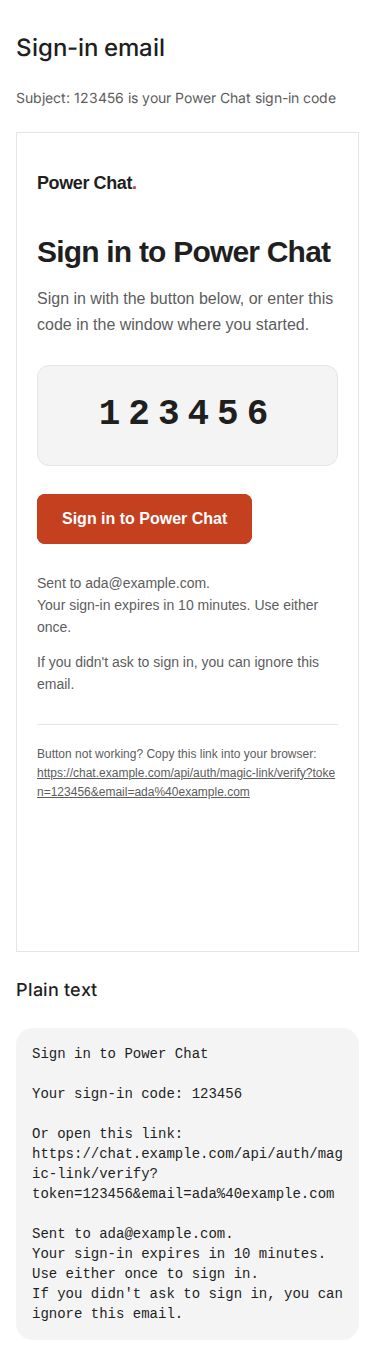 Sign-in email
Subject: 123456 is your Power Chat sign-in code
Power Chat.
Sign in to Power Chat
Sign in with the button below, or enter this
code in the window where you started.
123456
Sign in to Power Chat
Sent to ada@example.com.
Your sign-in expires in 10 minutes. Use either
once.
If you didn't ask to sign in, you can ignore this
email.
Button not working? Copy this link into your browser:
https://chat.example.com/api/auth/magic-link/verify?toke
n=123456&email=ada%40example.com
Plain text
Sign in to Power Chat
Your sign-in code: 123456
Or open this link:
https://chat.example.com/api/auth/mag
ic-link/verify?
token=123456&email=ada%40example.com
Sent to ada@example.com.
Your sign-in expires in 10 minutes.
Use either once to sign in.
If you didn't ask to sign in, you can
ignore this email.